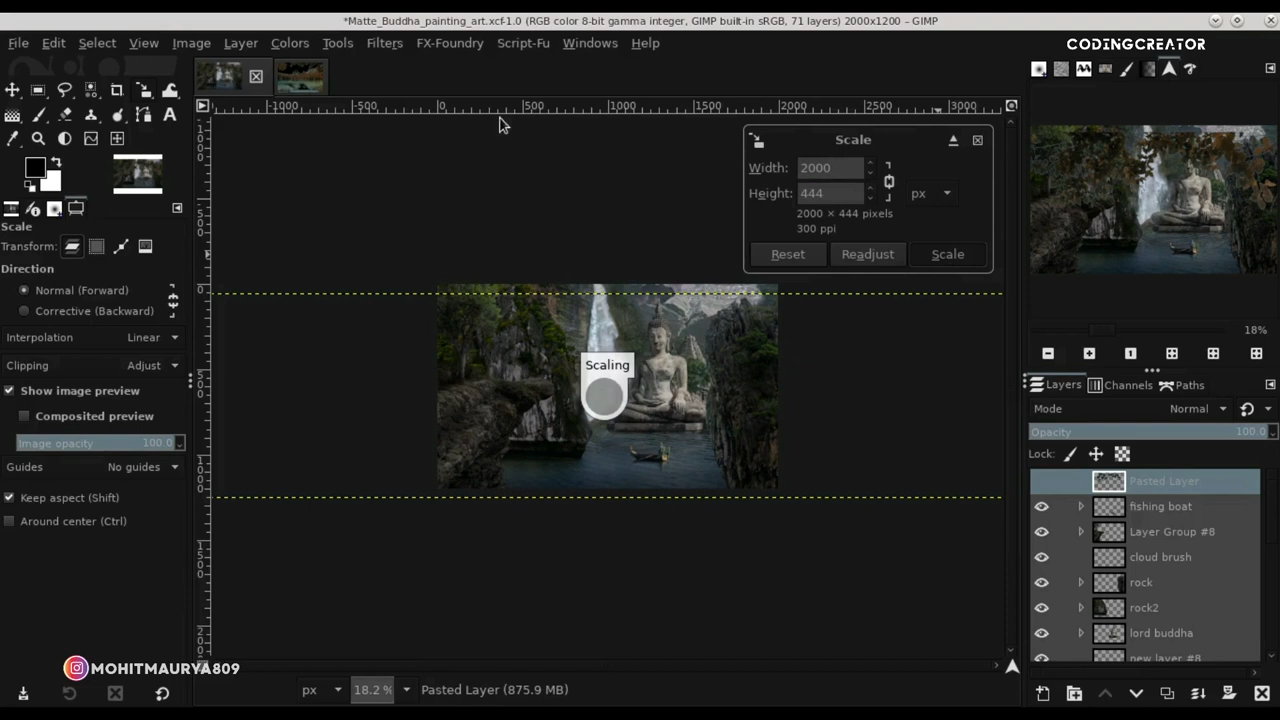 *Matte_Buddha_painting_art.xcf-1.0 (RGB color 8-bit gamma integer, GIMP built-in sRGB, 71 layers) 2000x1200 – GIMP
File Edit Select View Image Layer Colors Tools Filters FX-Foundry Script-Fu Windows Help
CODINGCREATOR
-1000 -500 0 500 1000 1500 2000 2500 3000
Scale
Width: 2000
Height: 444 px
2000 × 444 pixels
300 ppi
Reset Readjust Scale
Scale
Transform:
Direction
Normal (Forward)
Corrective (Backward)
Interpolation Linear
Clipping Adjust
Show image preview
Composited preview
Image opacity 100.0
Guides No guides
Keep aspect (Shift)
Around center (Ctrl)
Scaling
18%
Layers Channels Paths
Mode Normal
Opacity 100.0
Lock:
Pasted Layer
fishing boat
Layer Group #8
cloud brush
rock
rock2
lord buddha
new layer #8
MOHITMAURYA809
px 18.2 % Pasted Layer (875.9 MB)